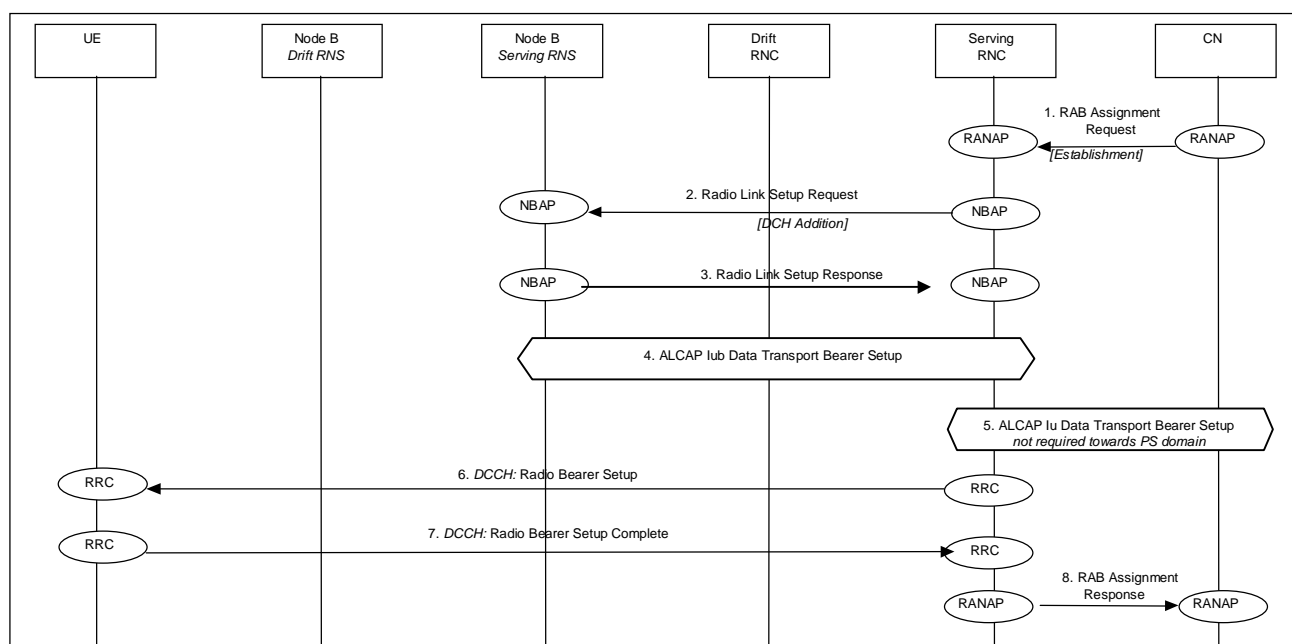 UE
Node B
Drift RNS
Node B
Serving RNS
Drift
RNC
Serving
RNC
CN
1. RAB Assignment
Request
RANAP
RANAP
[Establishment]
2. Radio Link Setup Request
NBAP
NBAP
[DCH Addition]
3. Radio Link Setup Response
NBAP
NBAP
4. ALCAP Iub Data Transport Bearer Setup
5. ALCAP Iu Data Transport Bearer Setup
not required towards PS domain
6. DCCH: Radio Bearer Setup
RRC
RRC
7. DCCH: Radio Bearer Setup Complete
RRC
RRC
8. RAB Assignment
Response
RANAP
RANAP